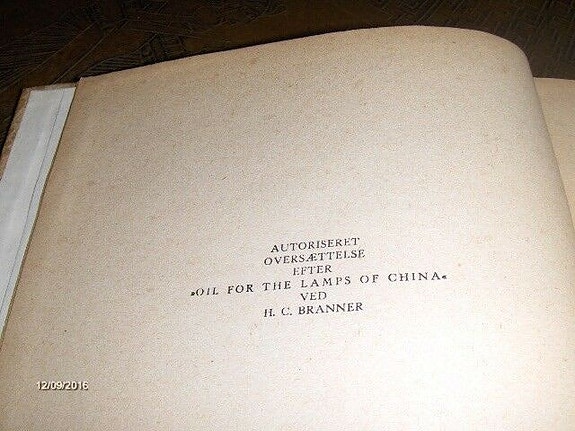 AUTORISERET
OVERSÆTTELSE
EFTER
»OIL FOR THE LAMPS OF CHINA«
VED
H. C. BRANNER
12/09/2016